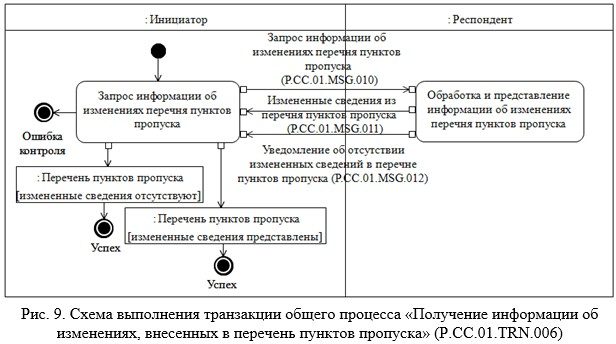 : Инициатор
: Респондент
Запрос информации об
изменениях перечня пунктов
пропуска
(P.CC.01.MSG.010)
Запрос информации об
изменениях перечня пунктов
пропуска
Обработка и представление
информации об изменениях
перечня пунктов пропуска
Измененные сведения из
перечня пунктов пропуска
(P.CC.01.MSG.011)
Ошибка
контроля
Уведомление об отсутствии
измененных сведений в перечне
пунктов пропуска (P.CC.01.MSG.012)
: Перечень пунктов пропуска
[измененные сведения отсутствуют]
: Перечень пунктов пропуска
[измененные сведения представлены]
Успех
Успех
Рис. 9. Схема выполнения транзакции общего процесса «Получение информации об
изменениях, внесенных в перечень пунктов пропуска» (P.CC.01.TRN.006)